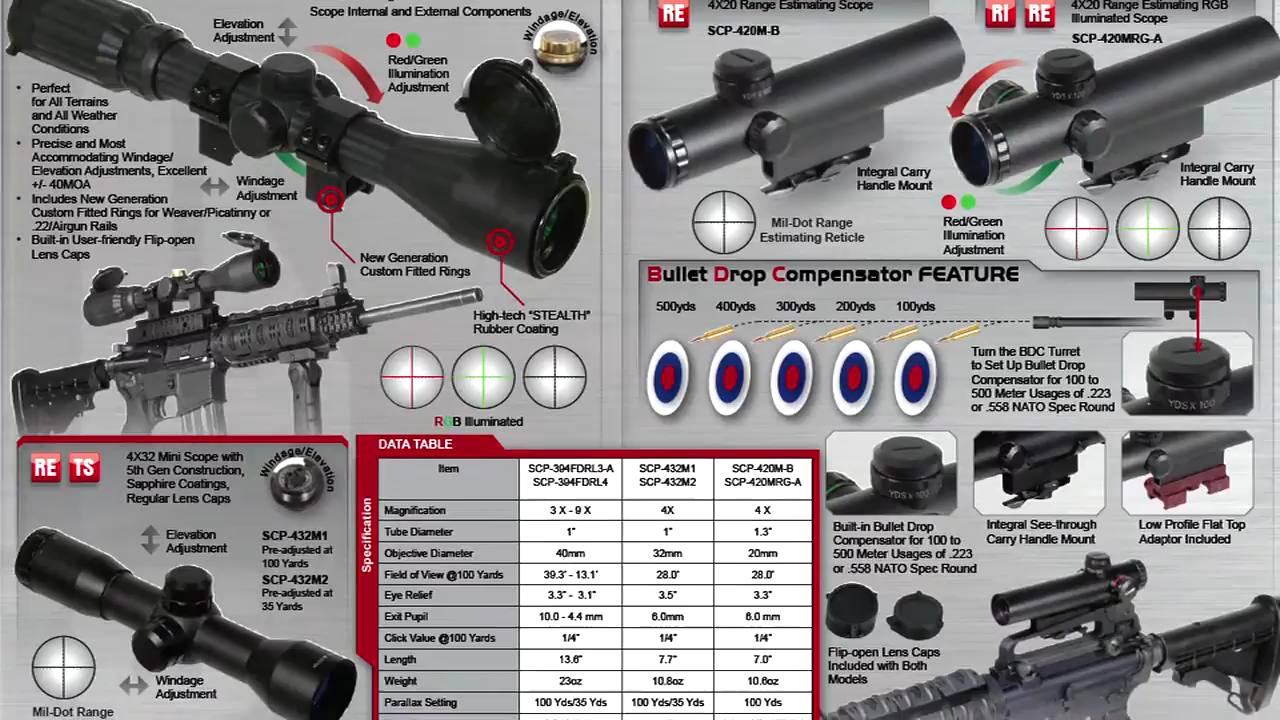 Scope Internal and External Components
Elevation
Adjustment
Windage/Elevation
Red/Green
Illumination
Adjustment
• Perfect
for All Terrains
and All Weather
Conditions
• Precise and Most
Accommodating Windage/
Elevation Adjustments, Excellent
+/- 40MOA
• Includes New Generation
Custom Fitted Rings for Weaver/Picatinny or
.22/Airgun Rails
• Built-in User-friendly Flip-open
Lens Caps
Windage
Adjustment
New Generation
Custom Fitted Rings
High-tech "STEALTH"
Rubber Coating
RGB Illuminated
RE
4X20 Range Estimating Scope
SCP-420M-B
Integral Carry
Handle Mount
Mil-Dot Range
Estimating Reticle
RI RE
4X20 Range Estimating RGB
Illuminated Scope
SCP-420MRG-A
YDS X 100
Integral Carry
Handle Mount
Red/Green
Illumination
Adjustment
Bullet Drop Compensator FEATURE
500yds 400yds 300yds 200yds 100yds
Turn the BDC Turret
to Set Up Bullet Drop
Compensator for 100 to
500 Meter Usages of .223
or .558 NATO Spec Round
YDS X 100
RE TS
4X32 Mini Scope with
5th Gen Construction,
Sapphire Coatings,
Regular Lens Caps
Windage/Elevation
Elevation
Adjustment
SCP-432M1
Pre-adjusted at
100 Yards
SCP-432M2
Pre-adjusted at
35 Yards
Windage
Adjustment
Mil-Dot Range
DATA TABLE
Specification
Item SCP-394FDRL3-A SCP-432M1 SCP-420M-B
SCP-394FDRL4 SCP-432M2 SCP-420MRG-A
Magnification 3 X - 9 X 4X 4 X
Tube Diameter 1" 1" 1.3"
Objective Diameter 40mm 32mm 20mm
Field of View @100 Yards 39.3' - 13.1' 28.0' 28.0'
Eye Relief 3.3" - 3.1" 3.5" 3.3"
Exit Pupil 10.0 - 4.4 mm 6.0mm 6.0 mm
Click Value @100 Yards 1/4" 1/4" 1/4"
Length 13.6" 7.7" 7.0"
Weight 23oz 10.8oz 10.6oz
Parallax Setting 100 Yds/35 Yds 100 Yds/35 Yds 100 Yds
YDS X 100
Built-in Bullet Drop
Compensator for 100 to
500 Meter Usages of .223
or .558 NATO Spec Round
Integral See-through
Carry Handle Mount
Low Profile Flat Top
Adaptor Included
Flip-open Lens Caps
Included with Both
Models